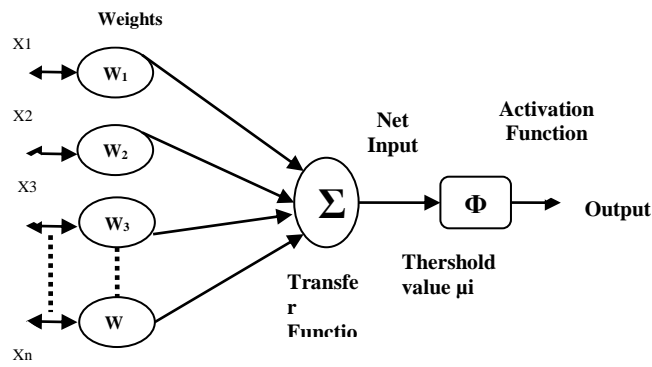 Weights
X1
W1
X2
W2
X3
W3
Xn
W
Σ
Transfe
r
Functio
Net
Input
Φ
Thershold
value μi
Activation
Function
Output